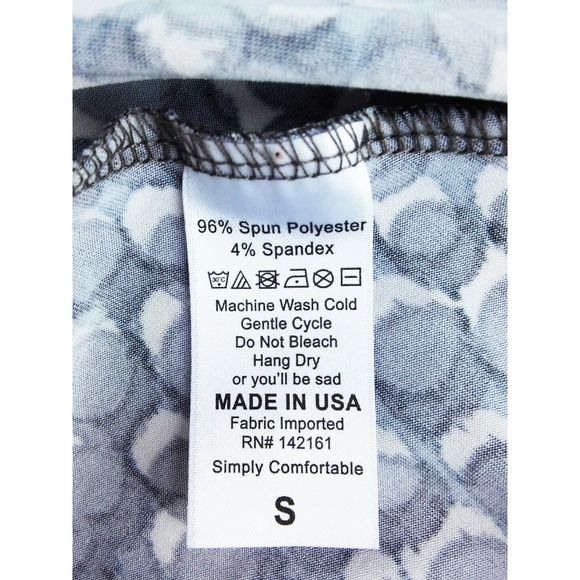 96% Spun Polyester
4% Spandex
30°C
Machine Wash Cold
Gentle Cycle
Do Not Bleach
Hang Dry
or you'll be sad
MADE IN USA
Fabric Imported
RN# 142161
Simply Comfortable
S